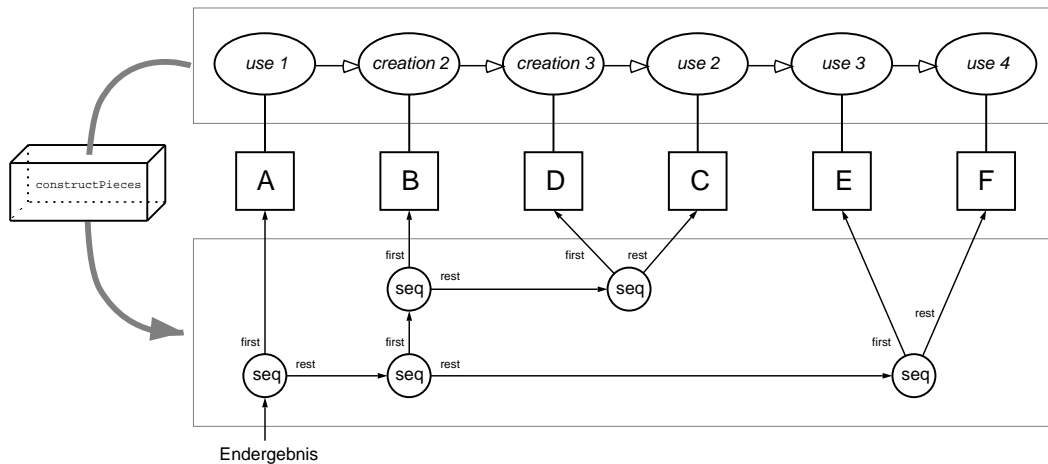 use 1 creation 2 creation 3 use 2 use 3 use 4
constructPieces
A B D C E F
first first rest
seq rest seq
rest
first first first
seq rest seq rest seq
Endergebnis